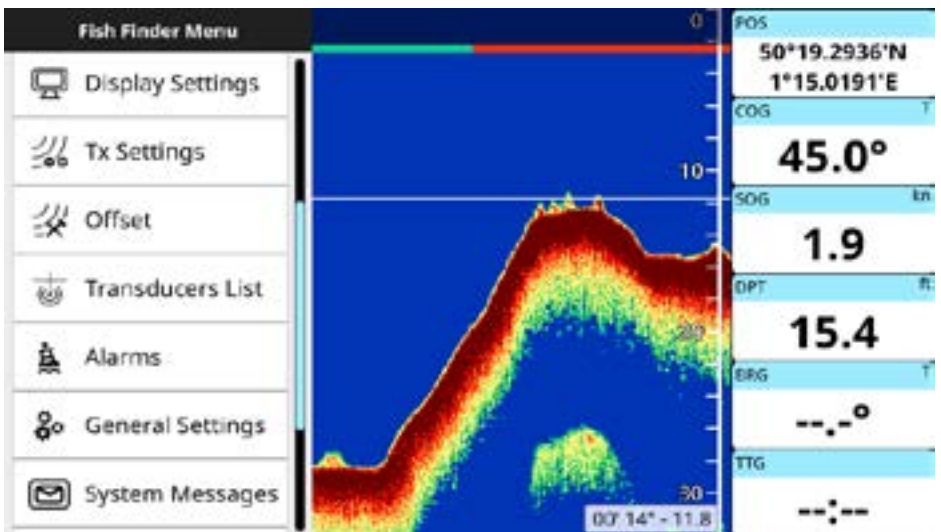 Fish Finder Menu
Display Settings
Tx Settings
Offset
Transducers List
Alarms
General Settings
System Messages
0
10
20
30
00' 14" - 11.8
POS
50°19.2936'N
1°15.0191'E
COG T
45.0°
SOG kn
1.9
DPT ft
15.4
BRG T
--.-°
TTG
--:--